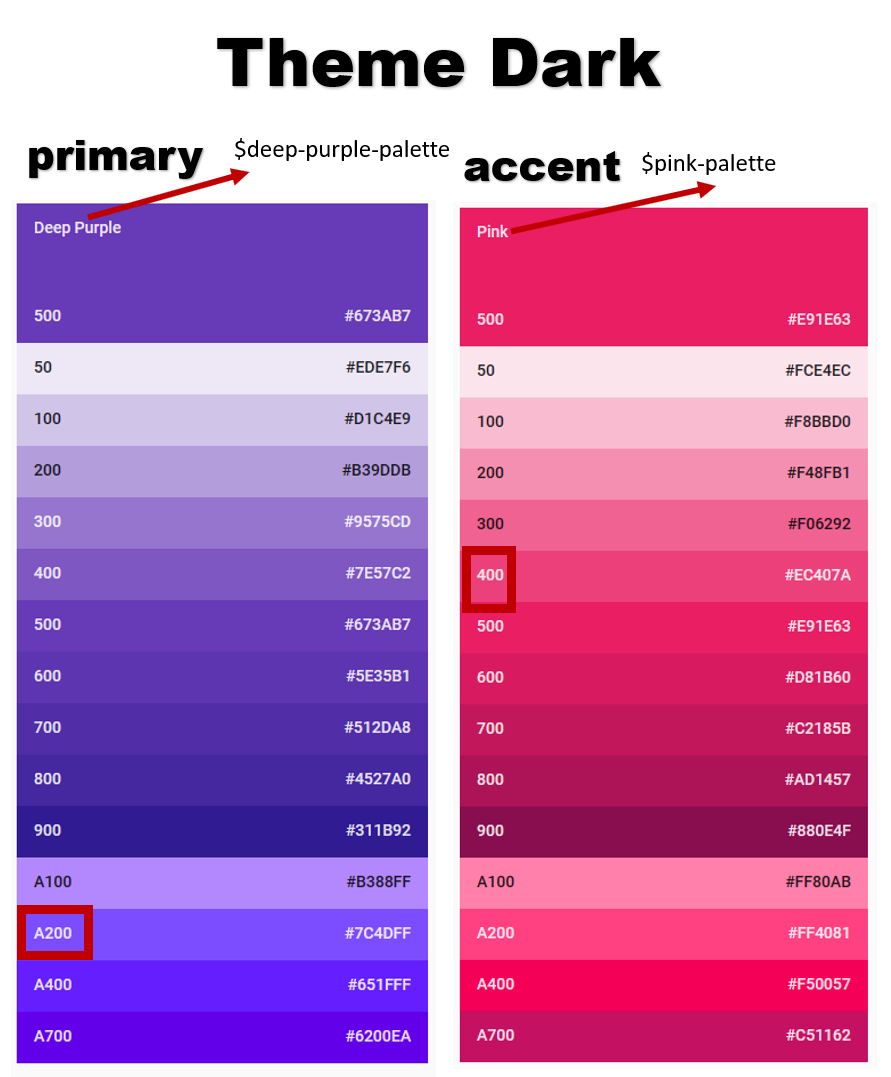 Theme Dark
primary
$deep-purple-palette
Deep Purple
500 #673AB7
50 #EDE7F6
100 #D1C4E9
200 #B39DDB
300 #9575CD
400 #7E57C2
500 #673AB7
600 #5E35B1
700 #512DA8
800 #4527A0
900 #311B92
A100 #B388FF
A200 #7C4DFF
A400 #651FFF
A700 #6200EA
accent
$pink-palette
Pink
500 #E91E63
50 #FCE4EC
100 #F8BBD0
200 #F48FB1
300 #F06292
400 #EC407A
500 #E91E63
600 #D81B60
700 #C2185B
800 #AD1457
900 #880E4F
A100 #FF80AB
A200 #FF4081
A400 #F50057
A700 #C51162